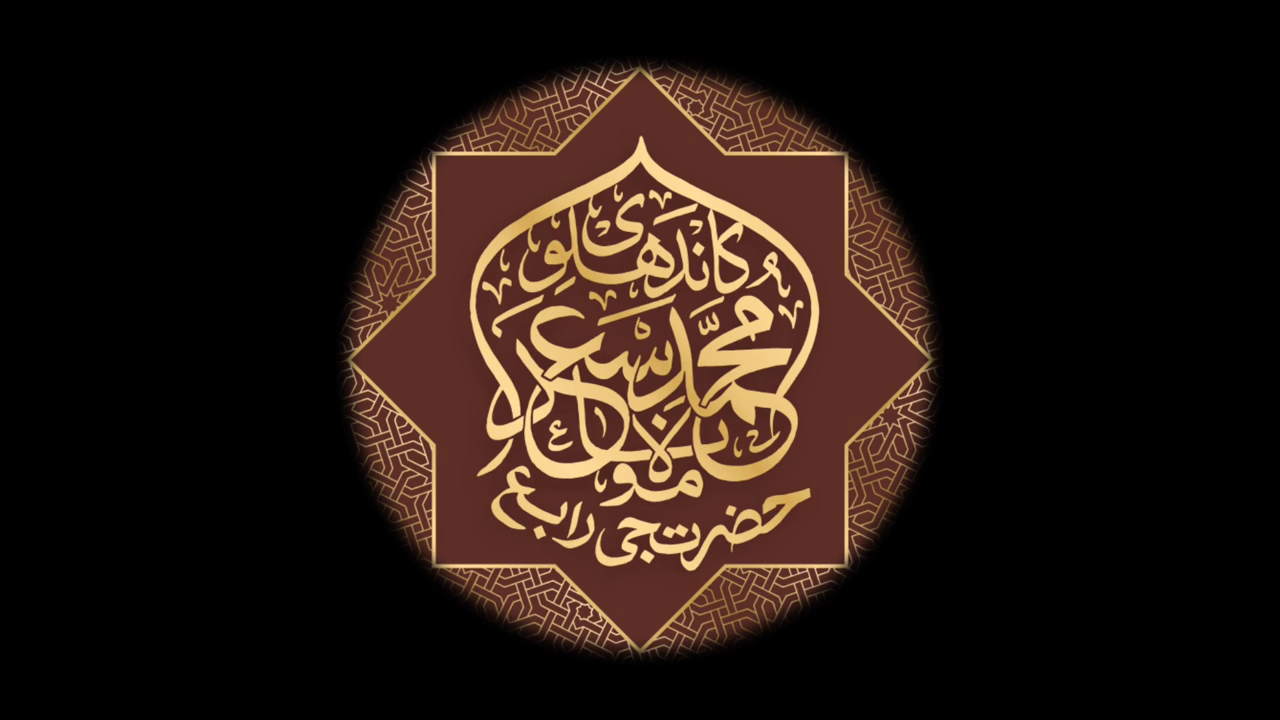 کاندھلوی
محمد سعد
مولانا
حضرت جی رابع